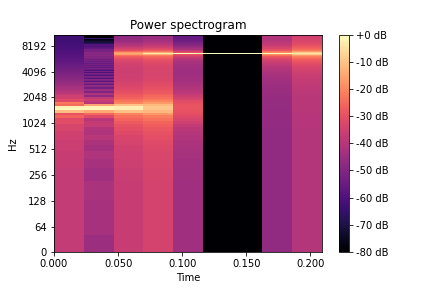 Power spectrogram
8192
4096
2048
1024
512
256
128
64
0
Hz
0.000 0.050 0.100 0.150 0.200
Time
+0 dB
-10 dB
-20 dB
-30 dB
-40 dB
-50 dB
-60 dB
-70 dB
-80 dB